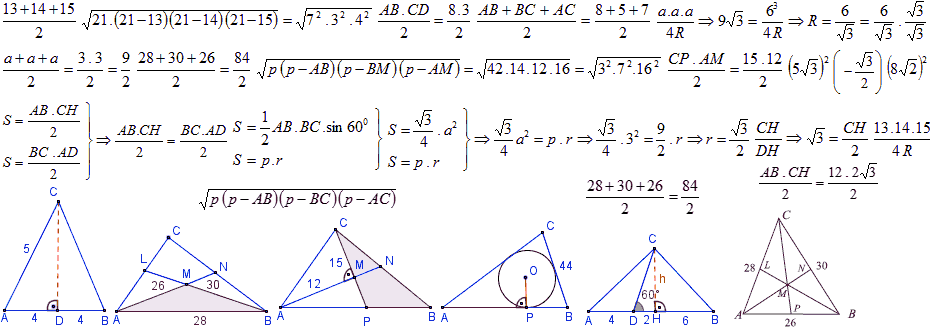 (13+14+15)/2 √(21.(21-13)(21-14)(21-15)) = √(7².3².4²) AB.CD/2 = 8.3/2 (AB+BC+AC)/2 = (8+5+7)/2 a.a.a/4R ⇒ 9√3 = 6³/4R ⇒ R = 6/√3 = 6/√3 . √3/√3
(a+a+a)/2 = 3.3/2 = 9/2 (28+30+26)/2 = 84/2 √(p(p−AB)(p−BM)(p−AM)) = √(42.14.12.16) = √(3².7².16²) CP.AM/2 = 15.12/2 (5√3)² (−√3/2) (8√2)²
S = AB.CH/2
S = BC.AD/2 } ⇒ AB.CH/2 = BC.AD/2
S = 1/2 AB.BC.sin 60⁰
S = p.r }
S = √3/4 . a²
S = p.r } ⇒ √3/4 a² = p.r ⇒ √3/4 . 3² = 9/2 . r ⇒ r = √3/2 CH/DH ⇒ √3 = CH/2 13.14.15/4R
√(p(p−AB)(p−BC)(p−AC)) (28+30+26)/2 = 84/2 AB.CH/2 = 12.2√3/2
C
5
A 4 D 4 B
C
L
N
M
26 30
A 28 B
C
15 M N
12
A P B
C
O
44
A P B
C
h
60°
A 4 D 2 H 6 B
C
28 L N 30
M
P
A 26 B